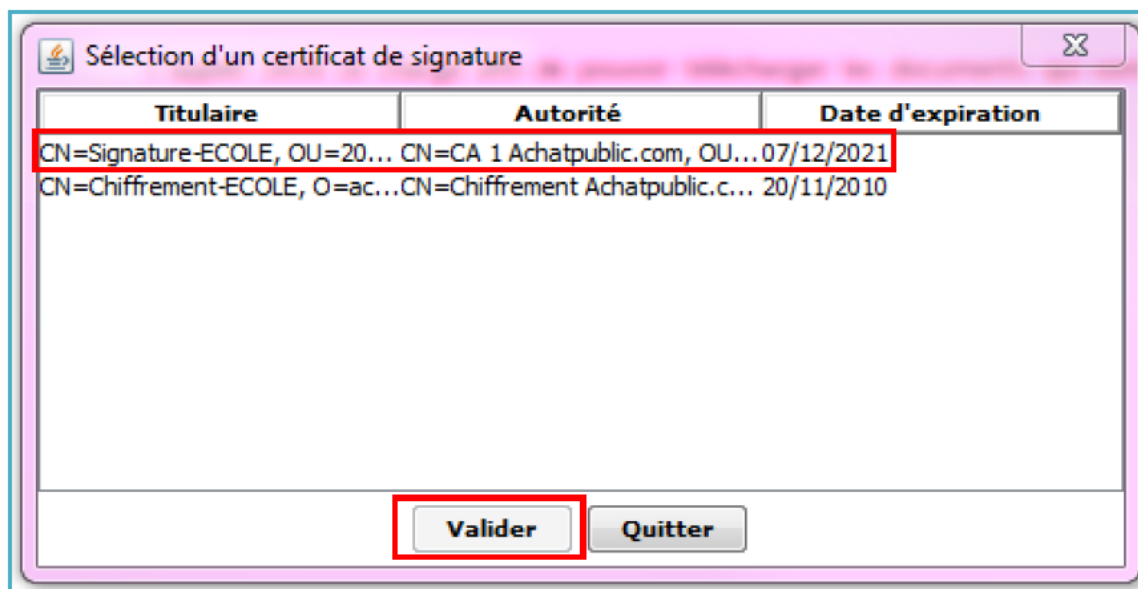 Sélection d'un certificat de signature
Titulaire Autorité Date d'expiration
CN=Signature-ECOLE, OU=20... CN=CA 1 Achatpublic.com, OU... 07/12/2021
CN=Chiffrement-ECOLE, O=ac... CN=Chiffrement Achatpublic.c... 20/11/2010
Valider Quitter